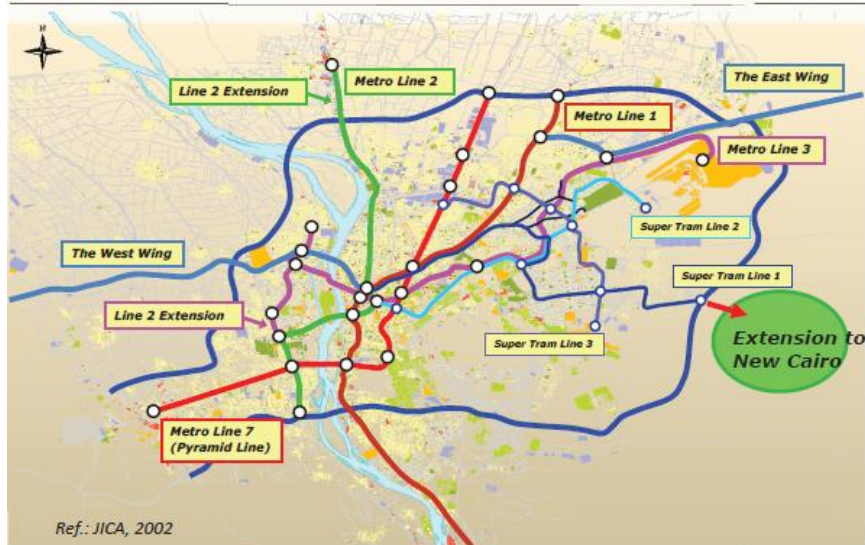 N
Line 2 Extension
Metro Line 2
The East Wing
Metro Line 1
Metro Line 3
Super Tram Line 2
The West Wing
Super Tram Line 1
Line 2 Extension
Super Tram Line 3
Extension to
New Cairo
Metro Line 7
(Pyramid Line)
Ref.: JICA, 2002